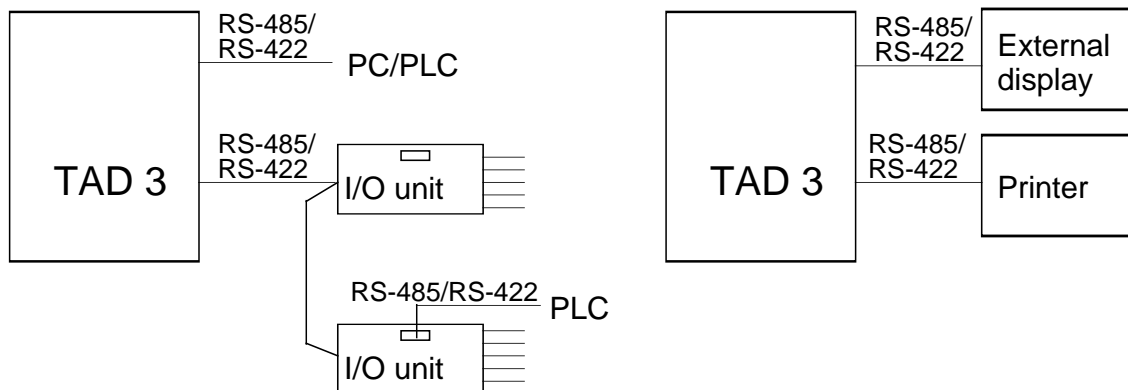 RS-485/
RS-422
PC/PLC
TAD 3
RS-485/
RS-422
I/O unit
RS-485/RS-422
PLC
I/O unit
RS-485/
RS-422
External
display
TAD 3
RS-485/
RS-422
Printer